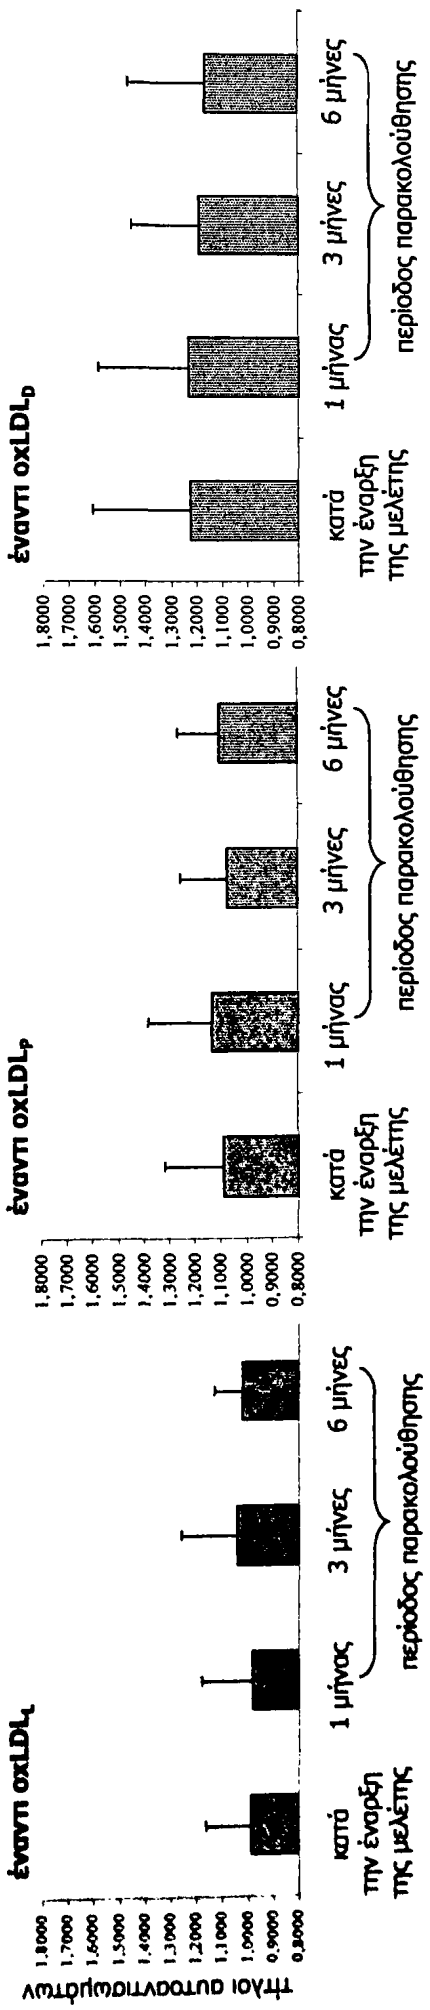 τίτλοι αυτοαντισωμάτων
έναντι oxLDL_L
1.8000
1.7000
1.6000
1.5000
1.4000
1.3000
1.2000
1.1000
1.0000
0,9000
0,8000
κατά
την έναρξη
της μελέτης
1 μήνας
3 μήνες
6 μήνες
περίοδος παρακολούθησης
έναντι oxLDL_P
1.8000
1.7000
1.6000
1.5000
1.4000
1.3000
1.2000
1.1000
1.0000
0,9000
0,8000
κατά
την έναρξη
της μελέτης
1 μήνας
3 μήνες
6 μήνες
περίοδος παρακολούθησης
έναντι oxLDL_D
1,8000
1,7000
1,6000
1,5000
1,4000
1,3000
1,2000
1,1000
1,0000
0,9000
0,8000
κατά
την έναρξη
της μελέτης
1 μήνας
3 μήνες
6 μήνες
περίοδος παρακολούθησης